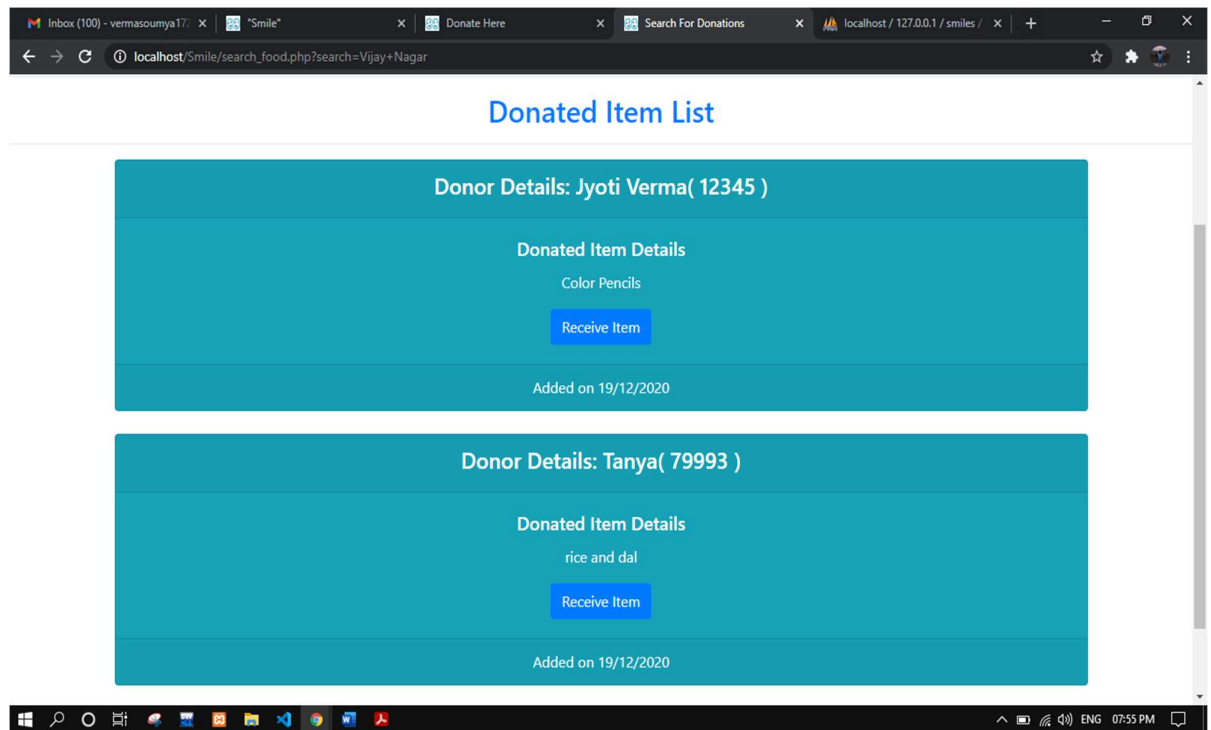 Inbox (100) - vermasoumya177
"Smile"
Donate Here
Search For Donations
localhost / 127.0.0.1 / smiles /
localhost/Smile/search_food.php?search=Vijay+Nagar
Donated Item List
Donor Details: Jyoti Verma( 12345 )
Donated Item Details
Color Pencils
Receive Item
Added on 19/12/2020
Donor Details: Tanya( 79993 )
Donated Item Details
rice and dal
Receive Item
Added on 19/12/2020
ENG 07:55 PM